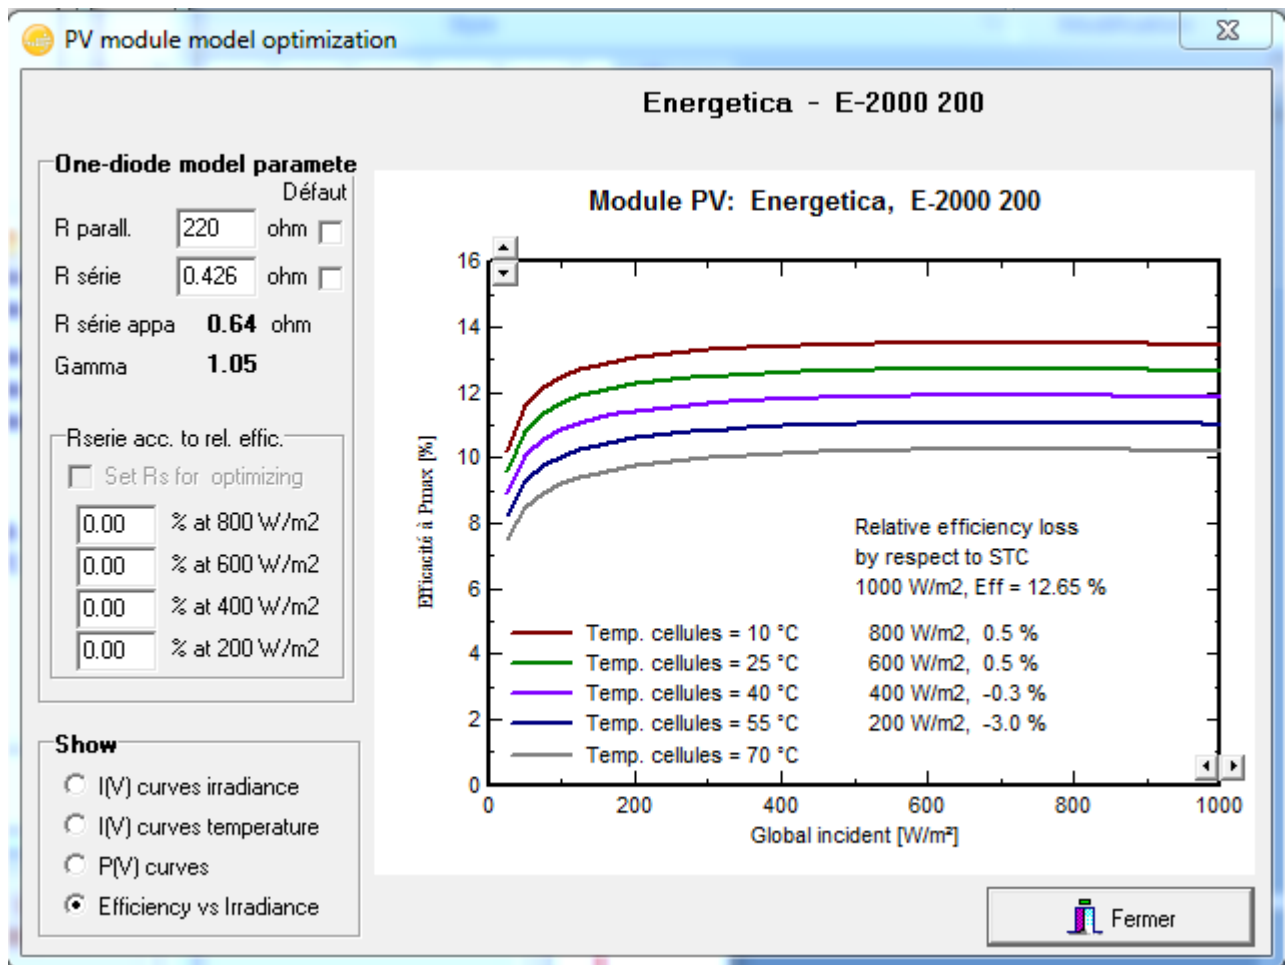 PV module model optimization
Energetica - E-2000 200
One-diode model paramete
Défaut
R parall. 220 ohm
R série 0.426 ohm
R série appa 0.64 ohm
Gamma 1.05
Rserie acc. to rel. effic.
Set Rs for optimizing
0.00 % at 800 W/m2
0.00 % at 600 W/m2
0.00 % at 400 W/m2
0.00 % at 200 W/m2
Show
I(V) curves irradiance
I(V) curves temperature
P(V) curves
Efficiency vs Irradiance
Module PV: Energetica, E-2000 200
16
14
12
10
8
6
4
2
0
Efficacité à Pmax [%]
Relative efficiency loss
by respect to STC
1000 W/m2, Eff = 12.65 %
Temp. cellules = 10 °C 800 W/m2, 0.5 %
Temp. cellules = 25 °C 600 W/m2, 0.5 %
Temp. cellules = 40 °C 400 W/m2, -0.3 %
Temp. cellules = 55 °C 200 W/m2, -3.0 %
Temp. cellules = 70 °C
0 200 400 600 800 1000
Global incident [W/m²]
Fermer